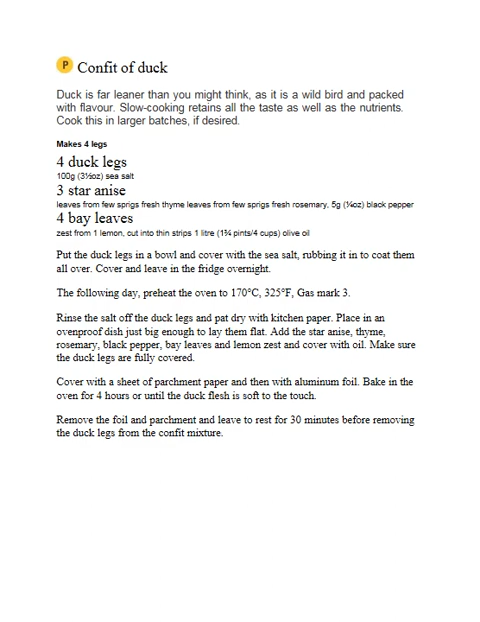 P Confit of duck
Duck is far leaner than you might think, as it is a wild bird and packed
with flavour. Slow-cooking retains all the taste as well as the nutrients.
Cook this in larger batches, if desired.
Makes 4 legs
4 duck legs
100g (3½oz) sea salt
3 star anise
leaves from few sprigs fresh thyme leaves from few sprigs fresh rosemary, 5g (¼oz) black pepper
4 bay leaves
zest from 1 lemon, cut into thin strips 1 litre (1¾ pints/4 cups) olive oil
Put the duck legs in a bowl and cover with the sea salt, rubbing it in to coat them
all over. Cover and leave in the fridge overnight.
The following day, preheat the oven to 170°C, 325°F, Gas mark 3.
Rinse the salt off the duck legs and pat dry with kitchen paper. Place in an
ovenproof dish just big enough to lay them flat. Add the star anise, thyme,
rosemary, black pepper, bay leaves and lemon zest and cover with oil. Make sure
the duck legs are fully covered.
Cover with a sheet of parchment paper and then with aluminum foil. Bake in the
oven for 4 hours or until the duck flesh is soft to the touch.
Remove the foil and parchment and leave to rest for 30 minutes before removing
the duck legs from the confit mixture.